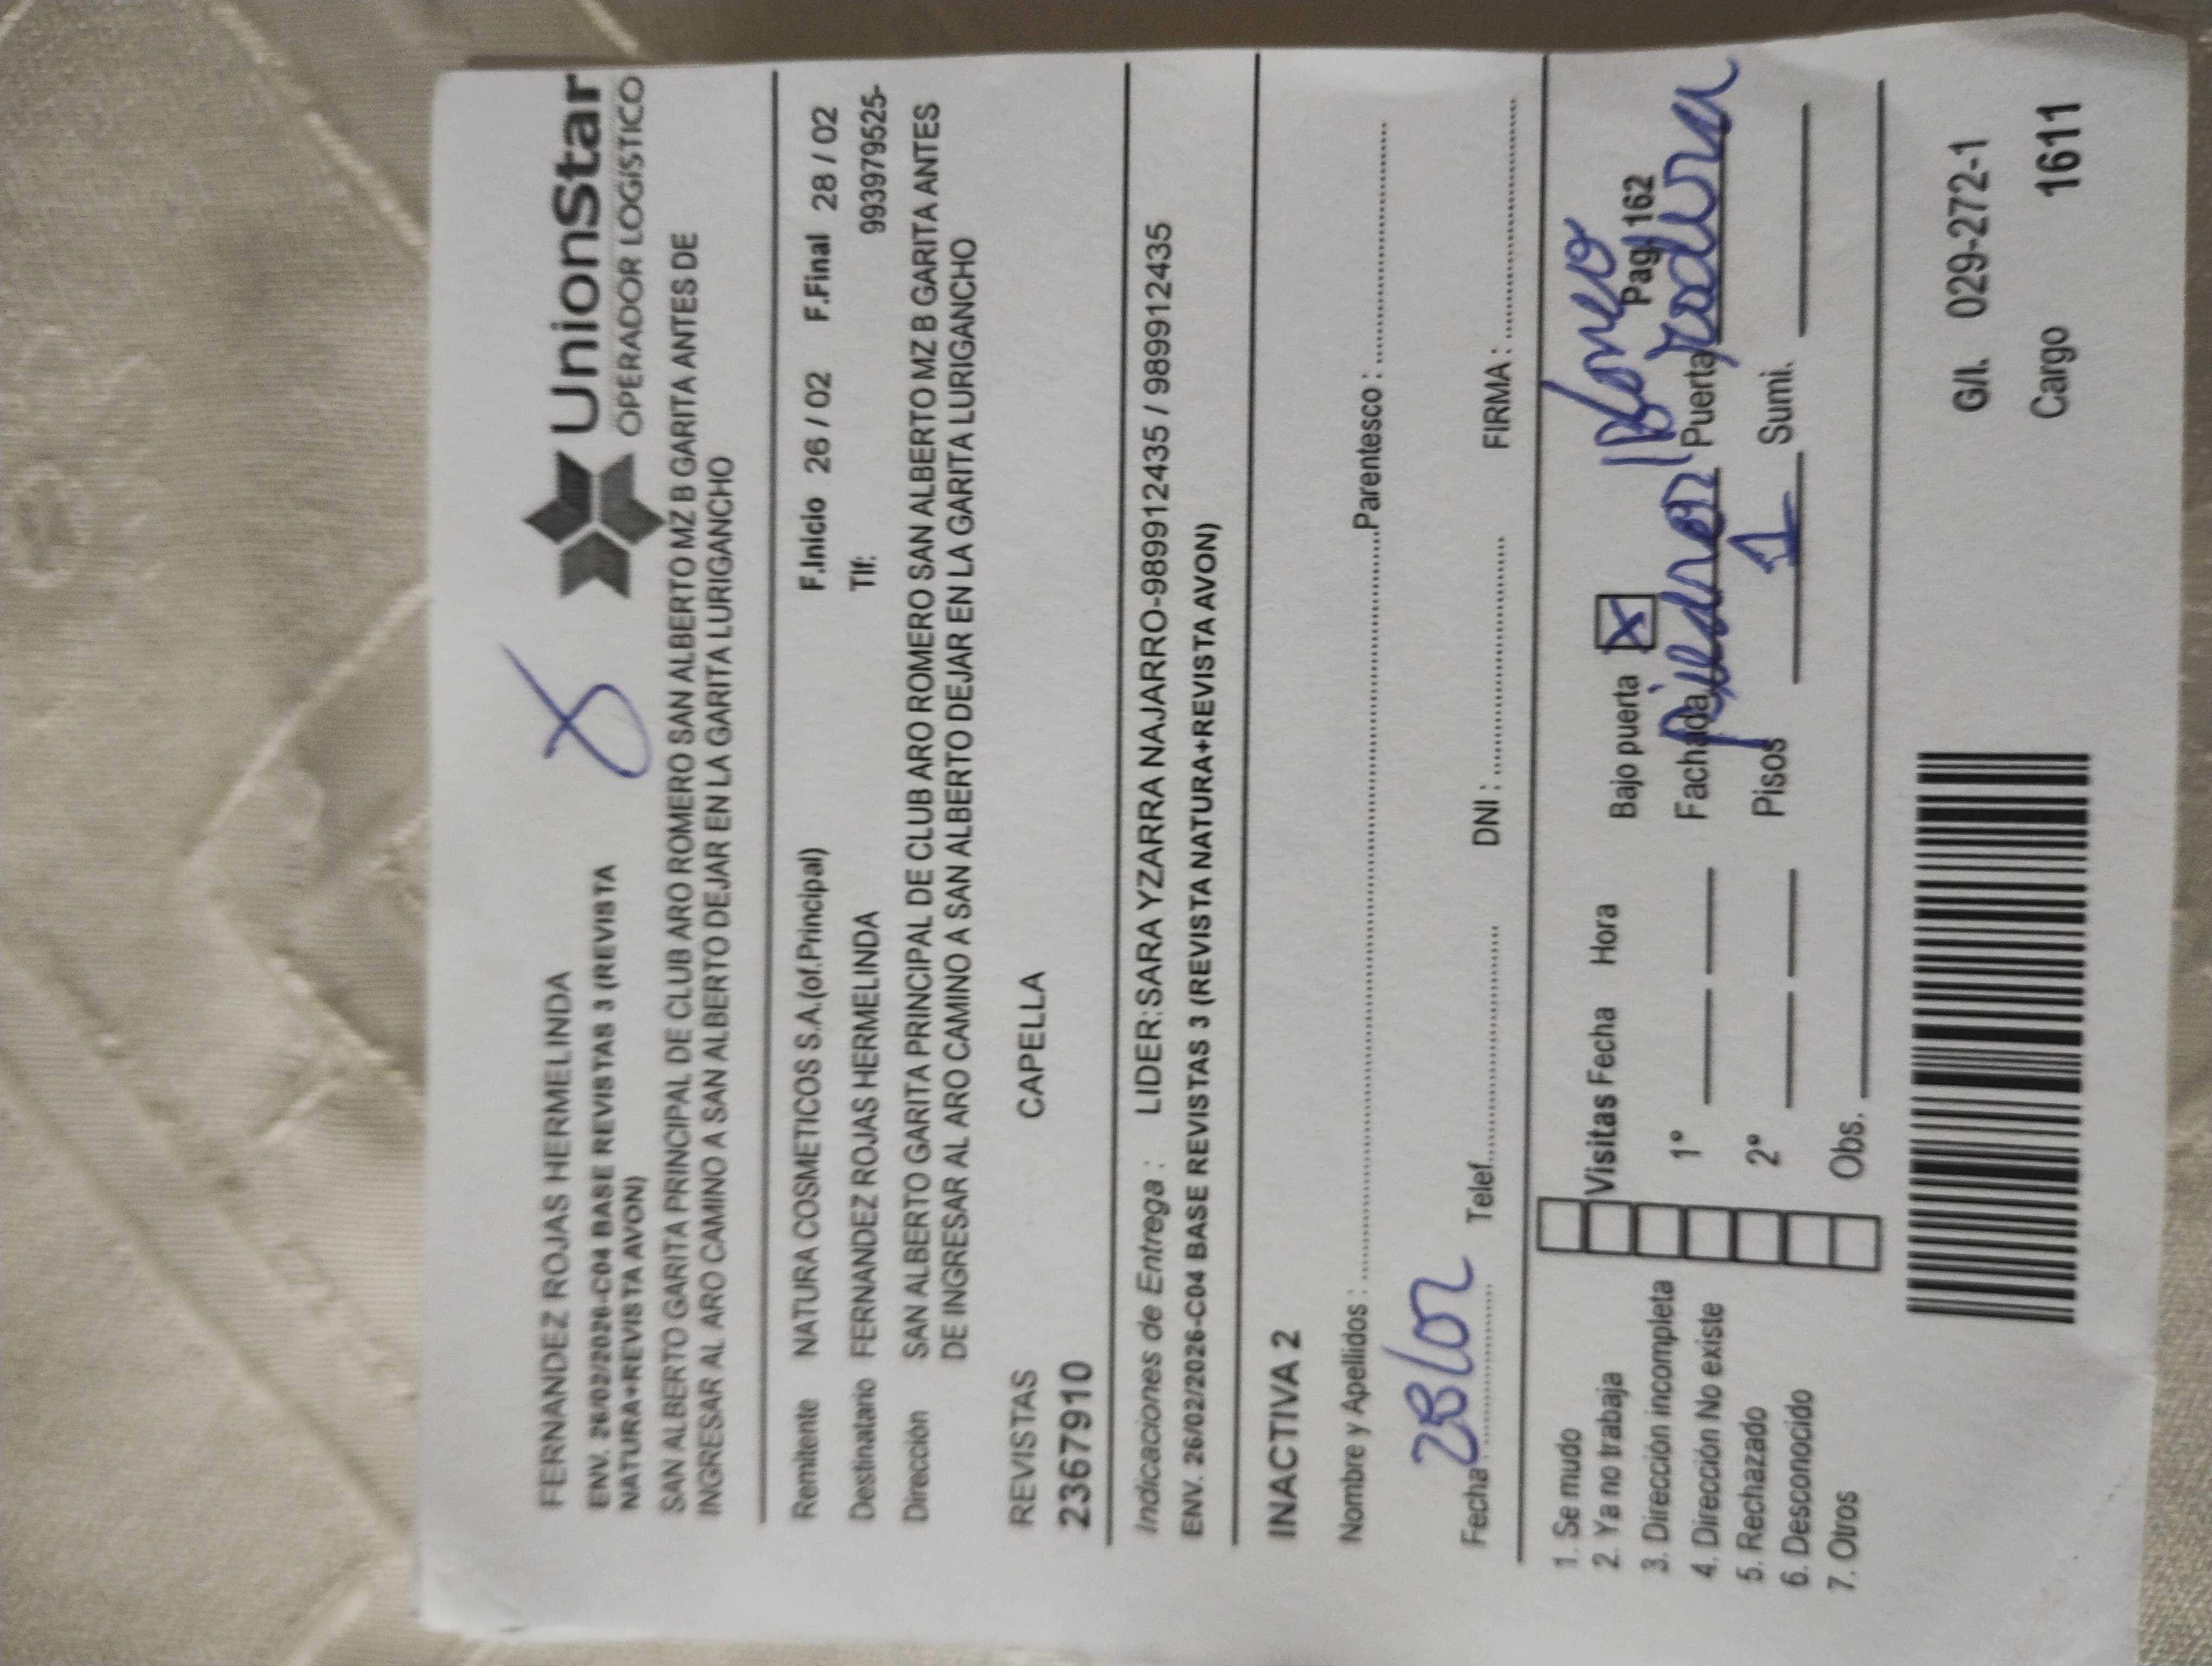 FERNANDEZ ROJAS HERMELINDA
ENV. 26/02/2026-C04 BASE REVISTAS 3 (REVISTA
NATURA+REVISTA AVON)
UnionStar
OPERADOR LOGISTICO
SAN ALBERTO GARITA PRINCIPAL DE CLUB ARO ROMERO SAN ALBERTO MZ B GARITA ANTES DE
INGRESAR AL ARO CAMINO A SAN ALBERTO DEJAR EN LA GARITA LURIGANCHO
Remitente NATURA COSMETICOS S.A.(of.Principal) F.Inicio 26 / 02 F.Final 28 / 02
Destinatario FERNANDEZ ROJAS HERMELINDA Tlf: 993979525-
Dirección SAN ALBERTO GARITA PRINCIPAL DE CLUB ARO ROMERO SAN ALBERTO MZ B GARITA ANTES
DE INGRESAR AL ARO CAMINO A SAN ALBERTO DEJAR EN LA GARITA LURIGANCHO
REVISTAS CAPELLA
2367910
Indicaciones de Entrega : LIDER:SARA YZARRA NAJARRO-989912435 / 989912435
ENV. 26/02/2026-C04 BASE REVISTAS 3 (REVISTA NATURA+REVISTA AVON)
INACTIVA 2
Nombre y Apellidos : Parentesco :
Fecha 28/02 Telef. DNI : FIRMA :
1. Se mudo
2. Ya no trabaja
3. Dirección incompleta
4. Dirección No existe
5. Rechazado
6. Desconocido
7. Otros
Visitas Fecha Hora
1º
2º
Obs.
Bajo puerta X Pag 162
Fachada Puerta
Pisos 1 Sumi.
G/l. 029-272-1
Cargo 1611